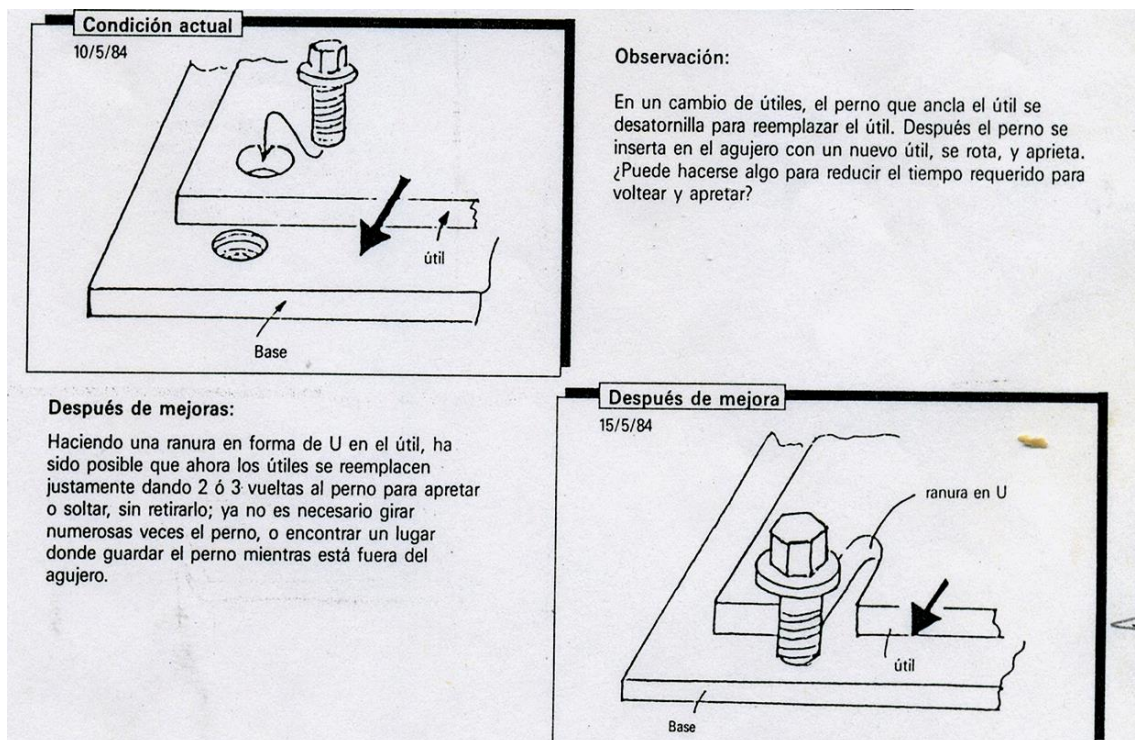 Condición actual
10/5/84
útil
Base
Observación:
En un cambio de útiles, el perno que ancla el útil se
desatornilla para reemplazar el útil. Después el perno se
inserta en el agujero con un nuevo útil, se rota, y aprieta.
¿Puede hacerse algo para reducir el tiempo requerido para
voltear y apretar?
Después de mejoras:
Haciendo una ranura en forma de U en el útil, ha
sido posible que ahora los útiles se reemplacen
justamente dando 2 ó 3 vueltas al perno para apretar
o soltar, sin retirarlo; ya no es necesario girar
numerosas veces el perno, o encontrar un lugar
donde guardar el perno mientras está fuera del
agujero.
Después de mejora
15/5/84
ranura en U
útil
Base